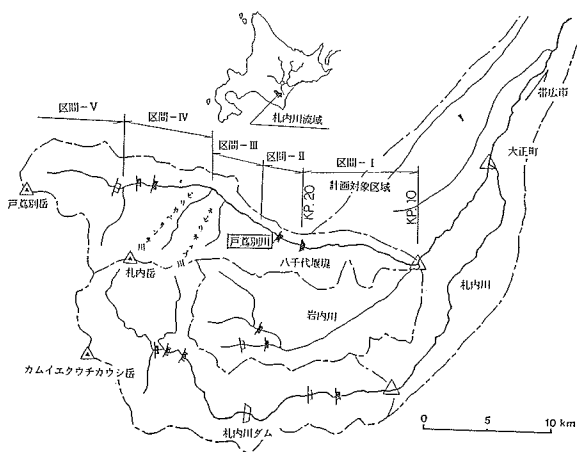 札内川流域
帯広市
区間-V
区間-IV
区間-III
区間-II
区間-I
大正町
計画対象区域
KP.20
KP.10
戸蔦別岳
戸蔦別川
八千代堰堤
札内岳
札内川
岩内川
カムイエクウチカウシ岳
札内川ダム
0
5
10 km